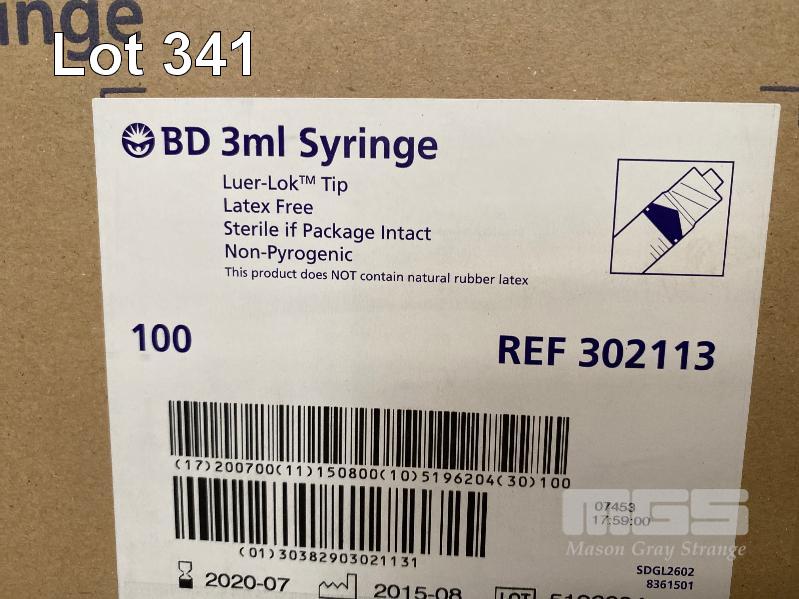 Lot 341
BD 3ml Syringe
Luer-Lok™ Tip
Latex Free
Sterile if Package Intact
Non-Pyrogenic
This product does NOT contain natural rubber latex
100
REF 302113
(17)200700(11)150800(10)5196204(30)100
07453
17:59:00
MGS
Mason Gray Strange
(01)30382903021131
SDGL2602
8361501
2020-07
2015-08
LOT